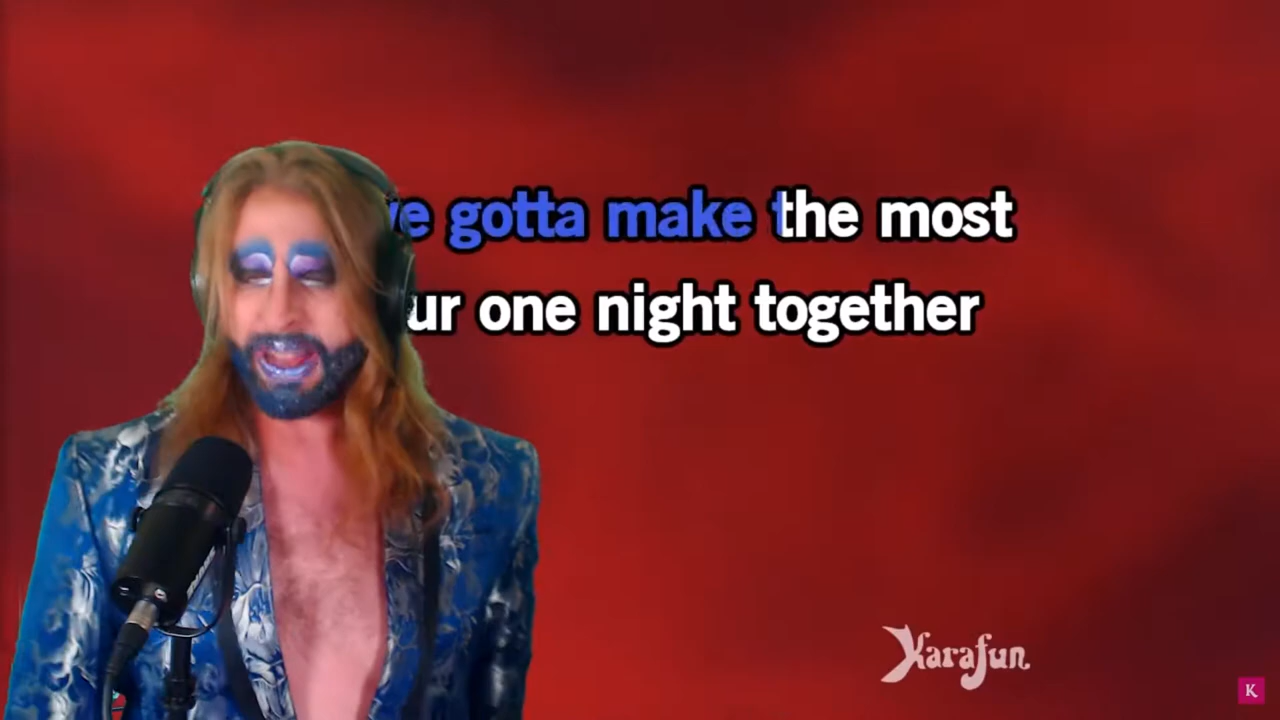 ve gotta make the most
ur one night together
Karafun
K